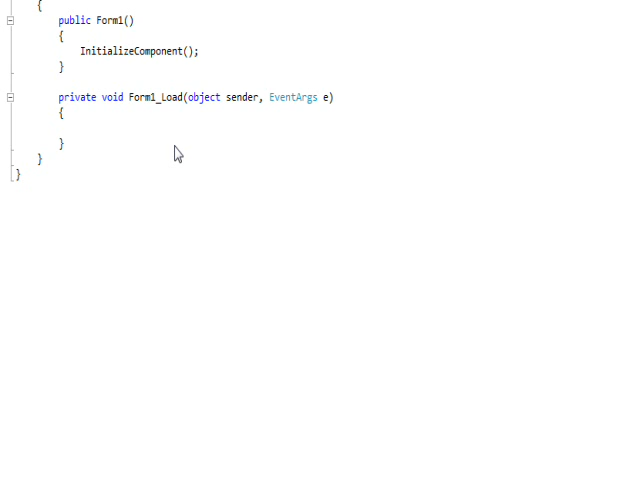 {
public Form1()
{
InitializeComponent();
}
private void Form1_Load(object sender, EventArgs e)
{
}
}
}